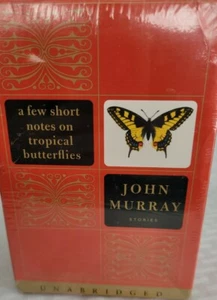 a few short
notes on
tropical
butterflies
JOHN
MURRAY
STORIES
UNABRIDGED